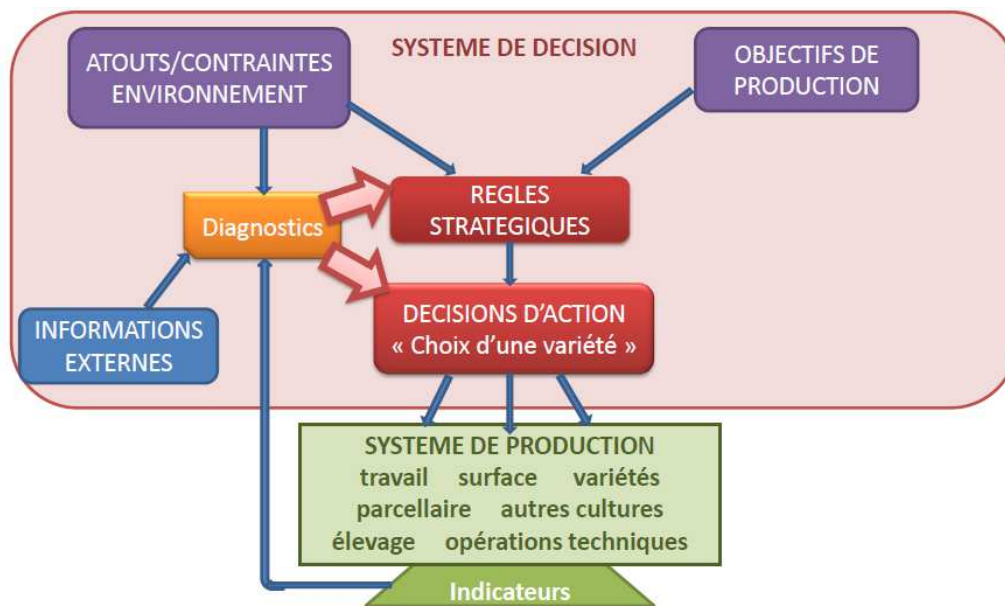 SYSTEME DE DECISION
ATOUTS/CONTRAINTES
ENVIRONNEMENT
OBJECTIFS DE
PRODUCTION
Diagnostics
REGLES
STRATEGIQUES
INFORMATIONS
EXTERNES
DECISIONS D'ACTION
« Choix d'une variété »
SYSTEME DE PRODUCTION
travail surface variétés
parcellaire autres cultures
élevage opérations techniques
Indicateurs